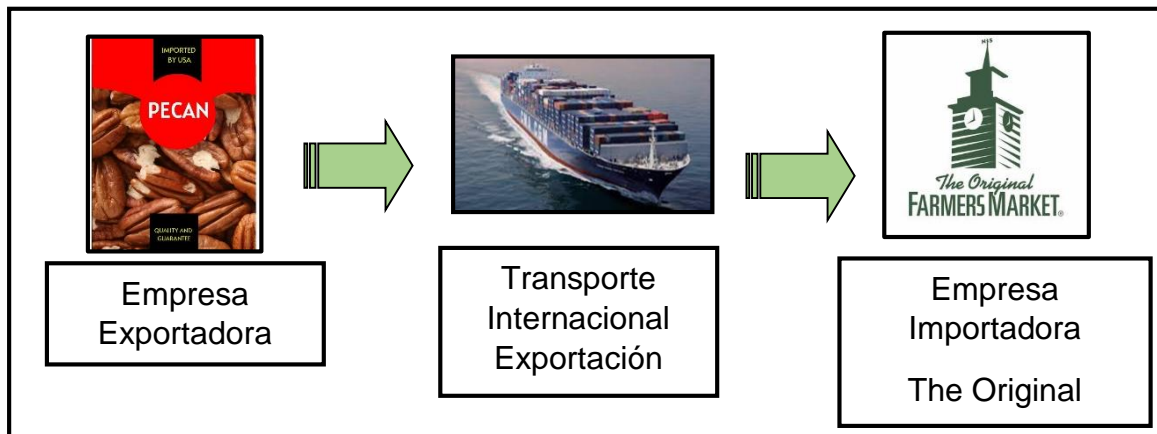 IMPORTED
BY USA
PECAN
QUALITY AND
GUARANTEE
The Original
FARMERS MARKET®
Empresa
Exportadora
Transporte
Internacional
Exportación
Empresa
Importadora
The Original